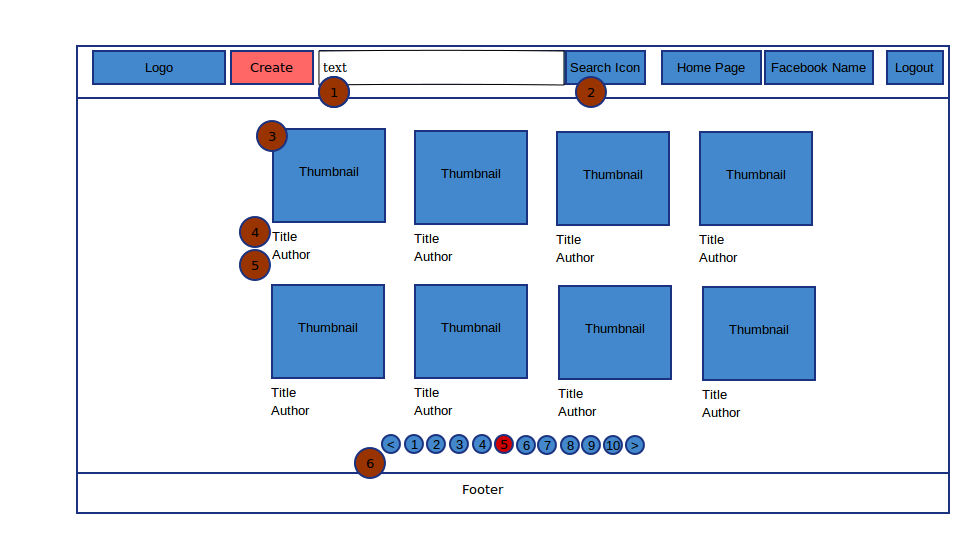 Logo Create text Search Icon Home Page Facebook Name Logout
1 2
3
Thumbnail Thumbnail Thumbnail Thumbnail
4 Title Title Title Title
5 Author Author Author Author
Thumbnail Thumbnail Thumbnail Thumbnail
Title Title Title Title
Author Author Author Author
< 1 2 3 4 5 6 7 8 9 10 >
6
Footer